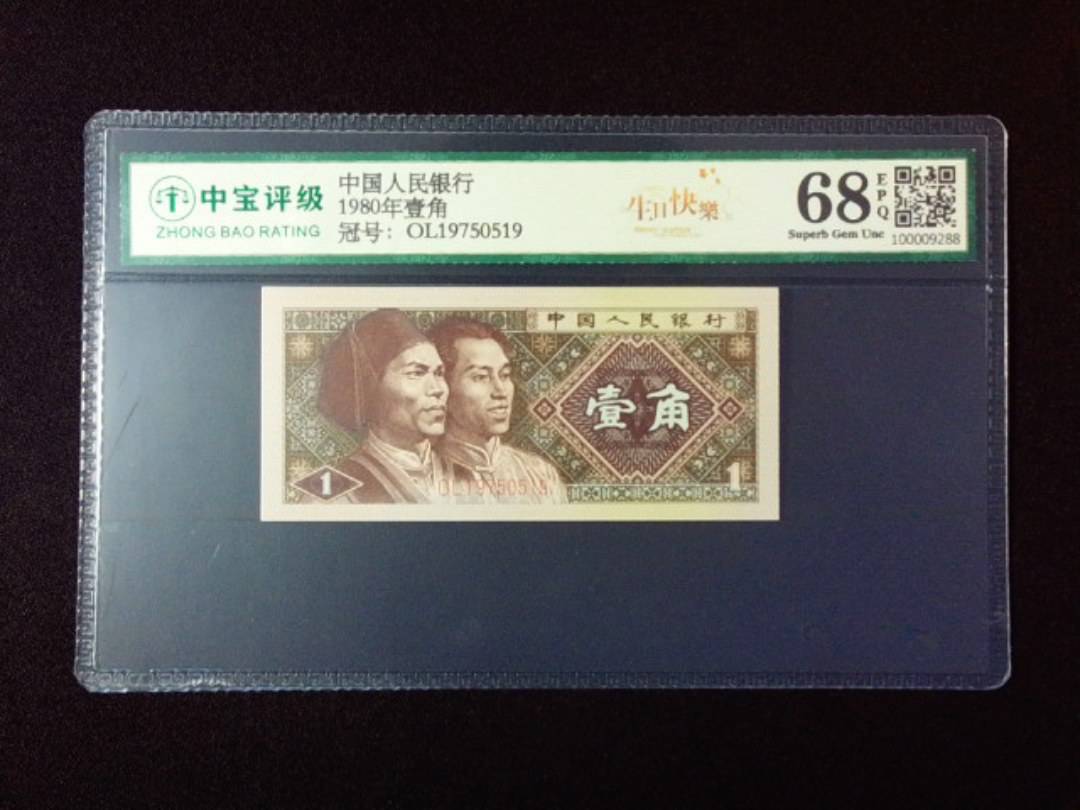 中宝评级
ZHONG BAO RATING
中国人民银行
1980年壹角
冠号：OL19750519
生日快樂
68
EPQ
Superb Gem Unc
100009288
中国人民银行
壹角
1
OL19750519
1